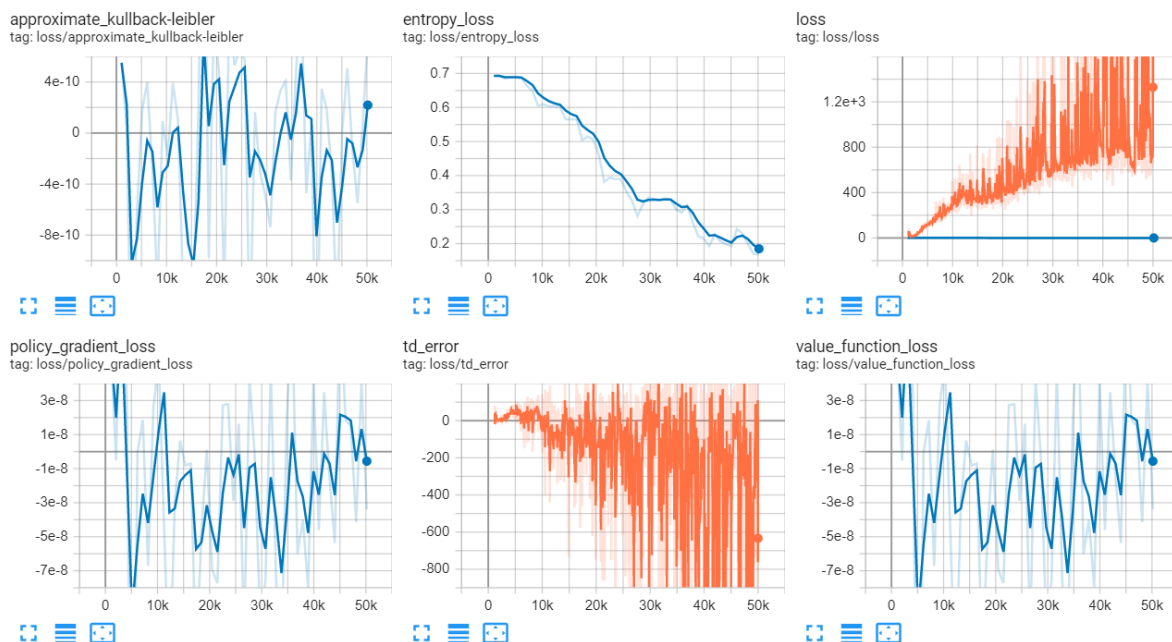 approximate_kullback-leibler
tag: loss/approximate_kullback-leibler
4e-10
0
-4e-10
-8e-10
0 10k 20k 30k 40k 50k
entropy_loss
tag: loss/entropy_loss
0.7
0.6
0.5
0.4
0.3
0.2
0 10k 20k 30k 40k 50k
loss
tag: loss/loss
1.2e+3
800
400
0
0 10k 20k 30k 40k 50k
policy_gradient_loss
tag: loss/policy_gradient_loss
3e-8
1e-8
-1e-8
-3e-8
-5e-8
-7e-8
0 10k 20k 30k 40k 50k
td_error
tag: loss/td_error
0
-200
-400
-600
-800
0 10k 20k 30k 40k 50k
value_function_loss
tag: loss/value_function_loss
3e-8
1e-8
-1e-8
-3e-8
-5e-8
-7e-8
0 10k 20k 30k 40k 50k